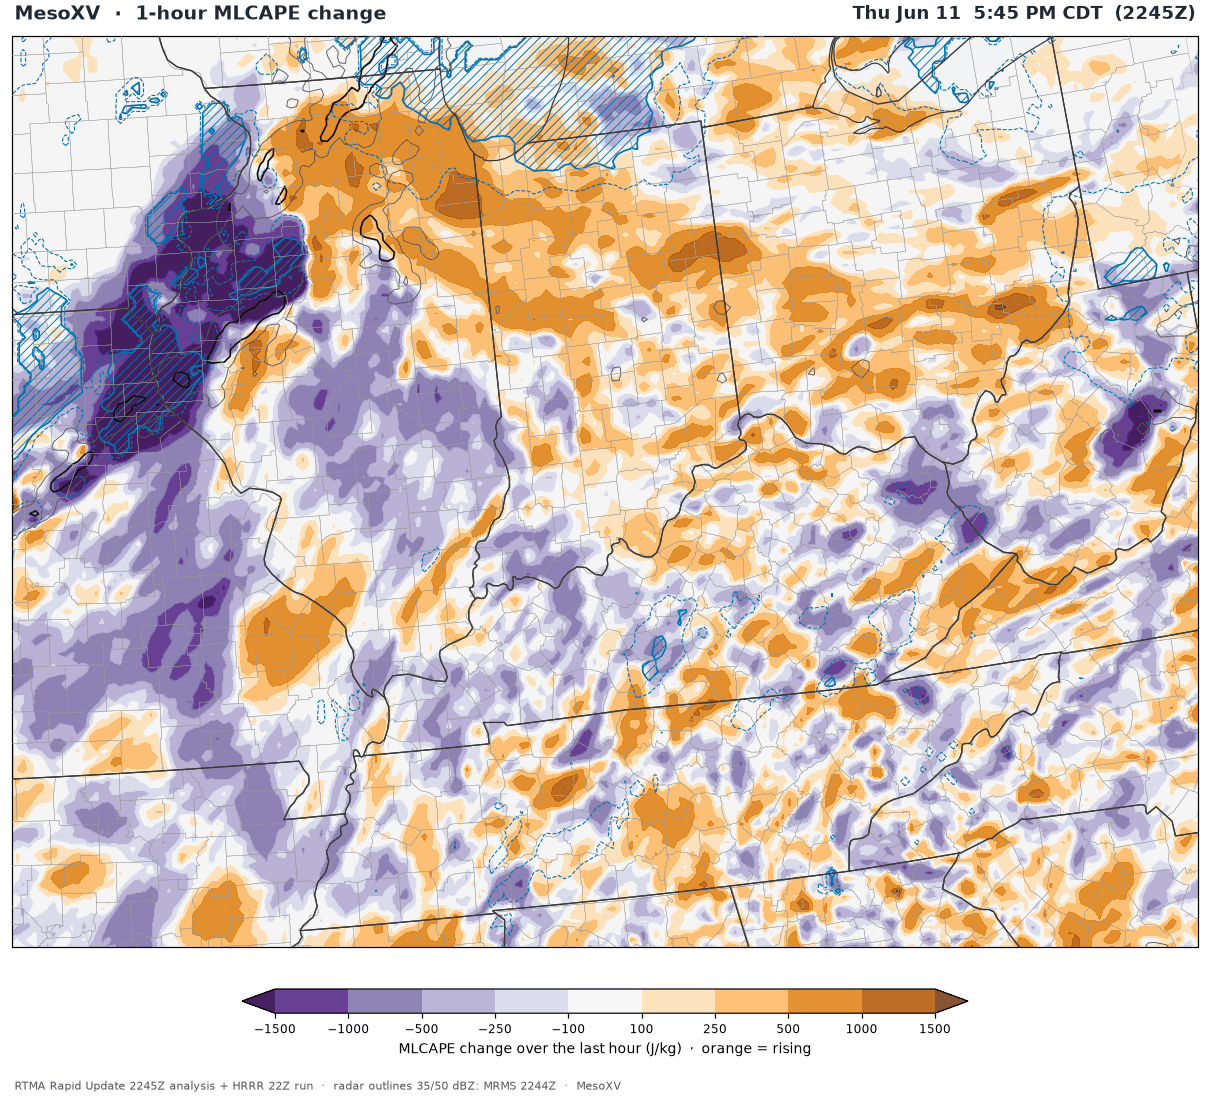 MesoXV · 1-hour MLCAPE change
Thu Jun 11 5:45 PM CDT (2245Z)
−1500 −1000 −500 −250 −100 100 250 500 1000 1500
MLCAPE change over the last hour (J/kg) · orange = rising
RTMA Rapid Update 2245Z analysis + HRRR 22Z run · radar outlines 35/50 dBZ: MRMS 2244Z · MesoXV